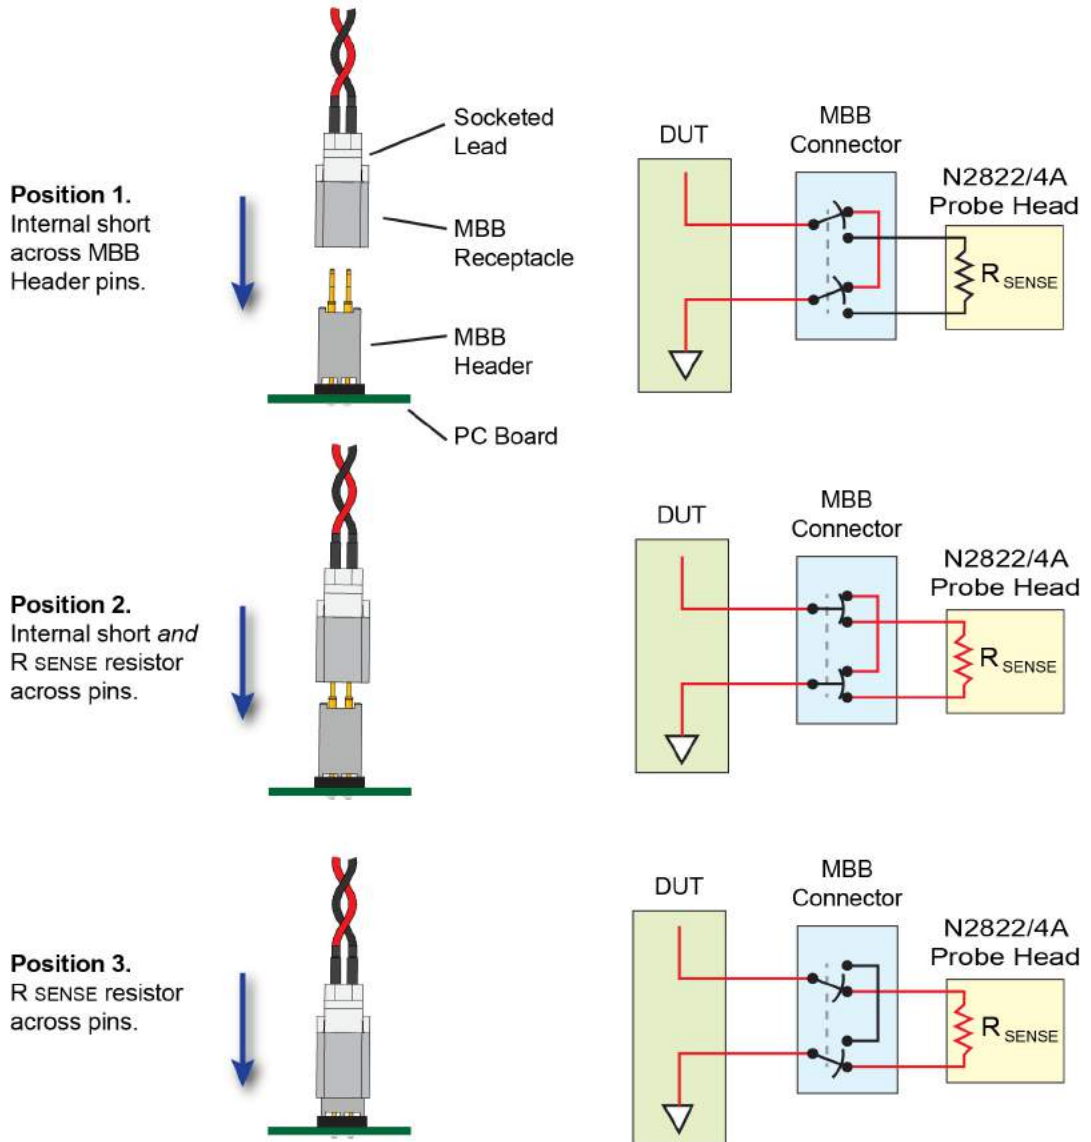 Position 1.
Internal short
across MBB
Header pins.
Socketed
Lead
MBB
Receptacle
MBB
Header
PC Board
DUT
MBB
Connector
N2822/4A
Probe Head
R SENSE
Position 2.
Internal short and
R SENSE resistor
across pins.
DUT
MBB
Connector
N2822/4A
Probe Head
R SENSE
Position 3.
R SENSE resistor
across pins.
DUT
MBB
Connector
N2822/4A
Probe Head
R SENSE